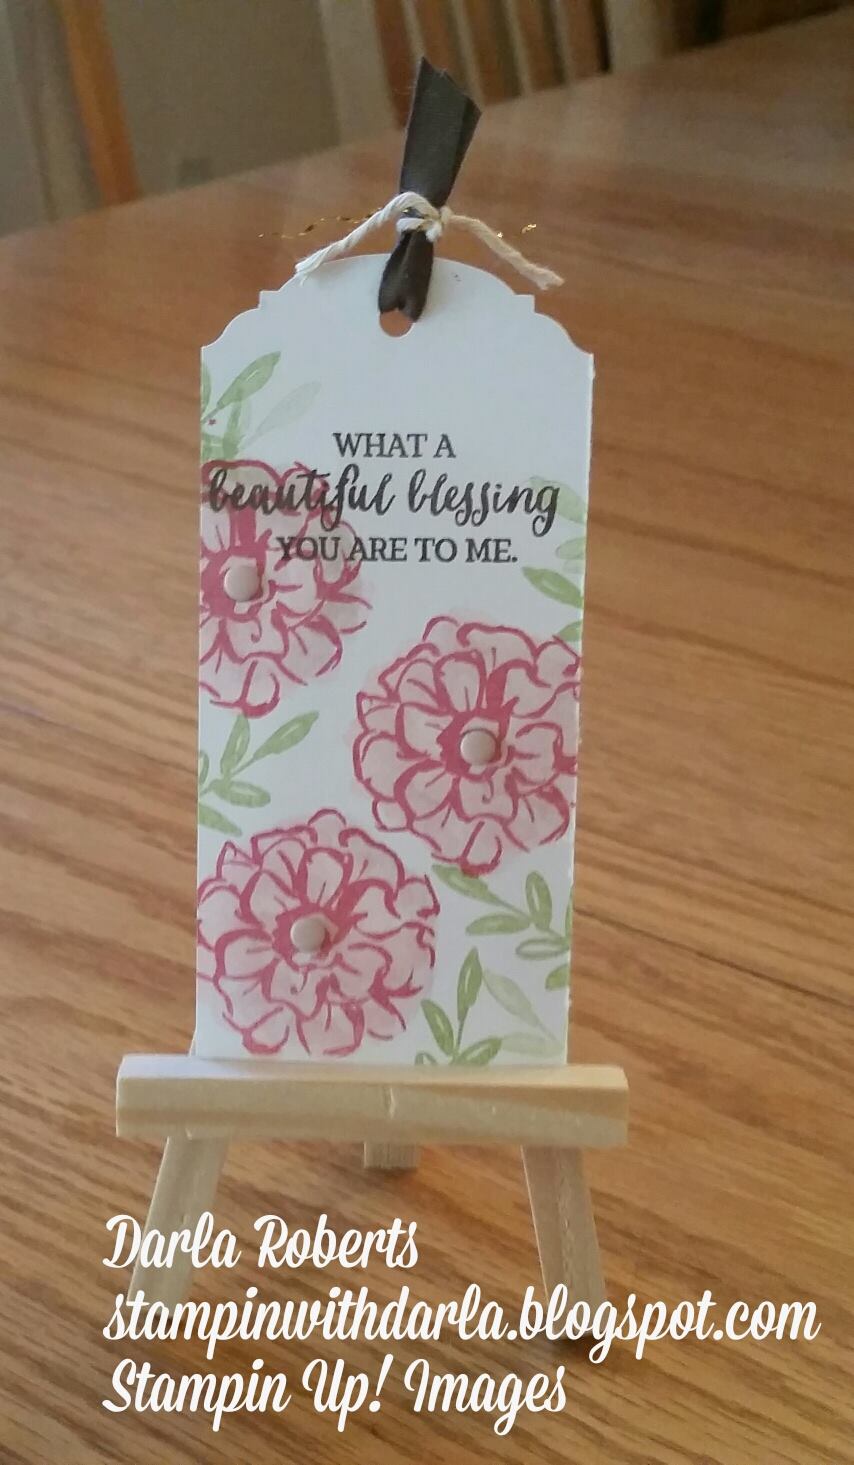 WHAT A
beautiful blessing
YOU ARE TO ME.
Darla Roberts
stampinwithdarla.blogspot.com
Stampin Up! Images